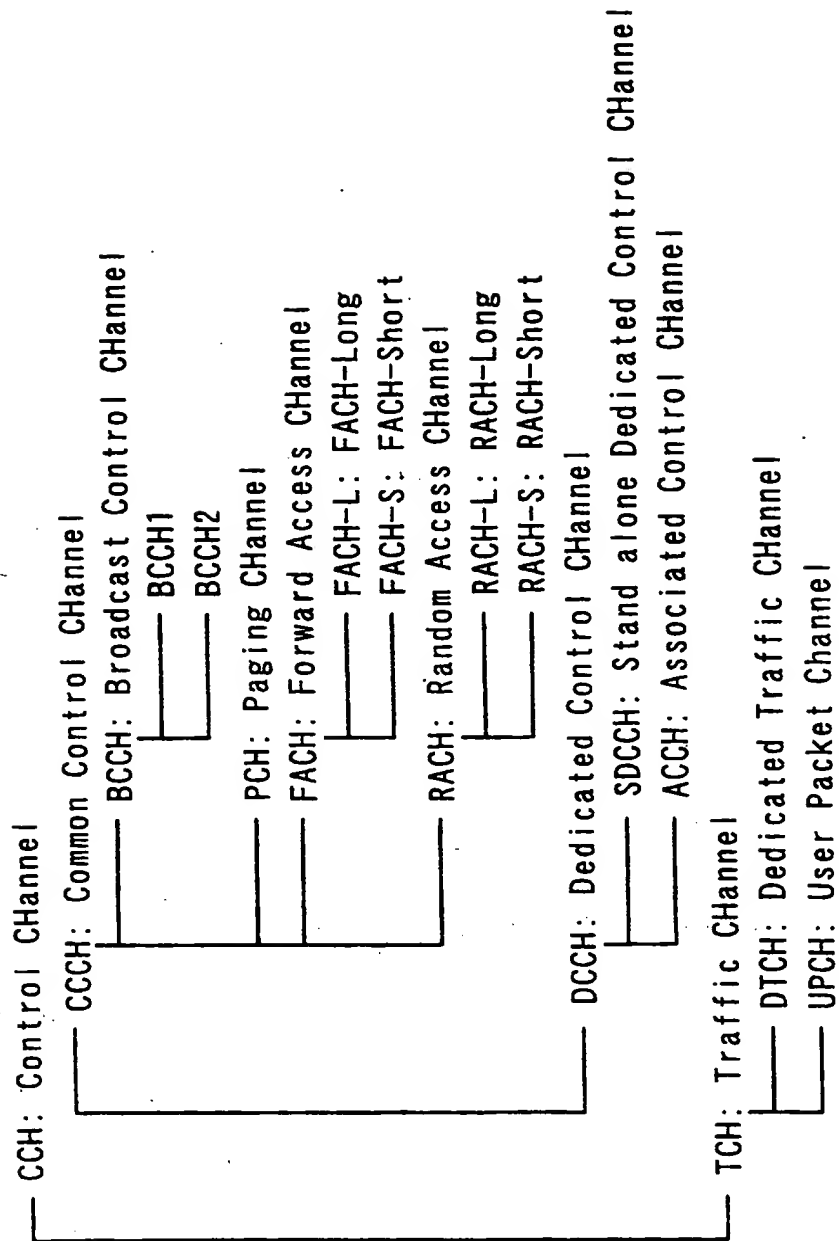 CCH: Control CHannel
CCCH: Common Control CHannel
BCCH: Broadcast Control CHannel
BCCH1
BCCH2
PCH: Paging CHannel
FACH: Forward Access CHannel
FACH-L: FACH-Long
FACH-S: FACH-Short
RACH: Random Access CHannel
RACH-L: RACH-Long
RACH-S: RACH-Short
DCCH: Dedicated Control CHannel
SDCCH: Stand alone Dedicated Control CHannel
ACCH: Associated Control CHannel
TCH: Traffic CHannel
DTCH: Dedicated Traffic CHannel
UPCH: User Packet Channel